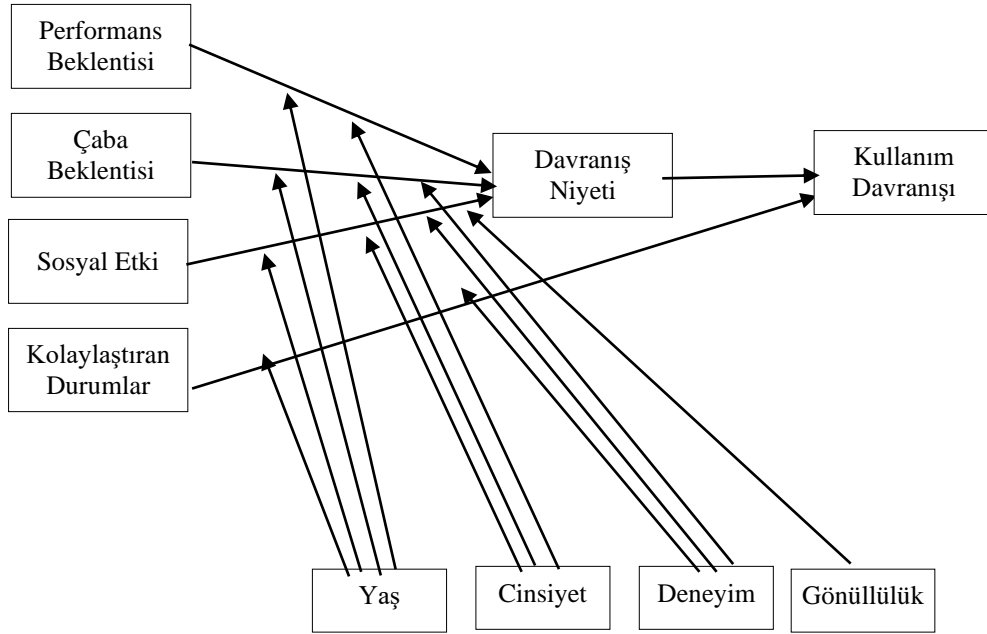 Performans
Beklentisi
Çaba
Beklentisi
Sosyal Etki
Kolaylaştıran
Durumlar
Davranış
Niyeti
Kullanım
Davranışı
Yaş
Cinsiyet
Deneyim
Gönüllülük